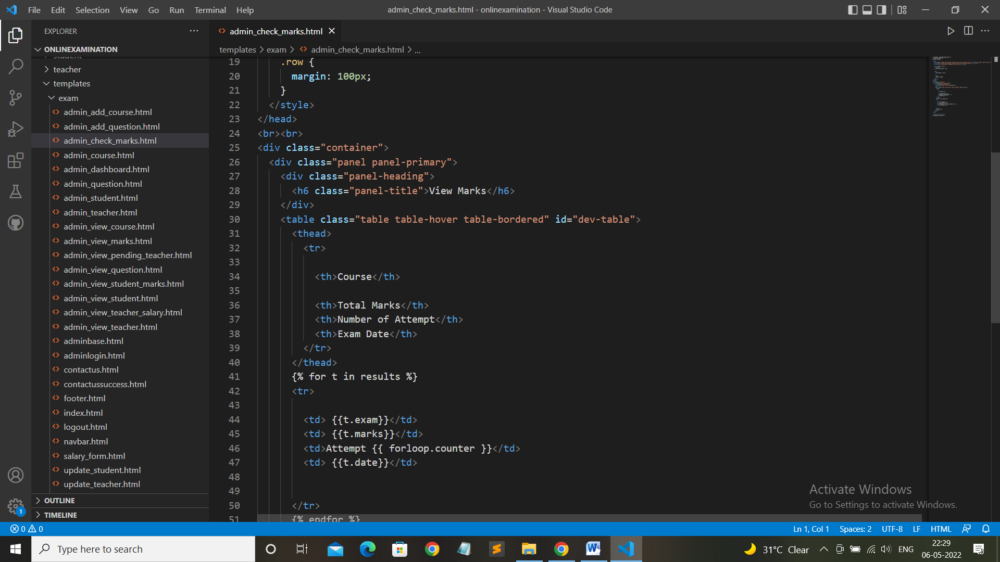 File Edit Selection View Go Run Terminal Help
admin_check_marks.html - onlinexamination - Visual Studio Code
EXPLORER
ONLINEXAMINATION
student
teacher
templates
exam
admin_add_course.html
admin_add_question.html
admin_check_marks.html
admin_course.html
admin_dashboard.html
admin_question.html
admin_student.html
admin_teacher.html
admin_view_course.html
admin_view_marks.html
admin_view_pending_teacher.html
admin_view_question.html
admin_view_student_marks.html
admin_view_student.html
admin_view_teacher_salary.html
admin_view_teacher.html
adminbase.html
adminlogin.html
contactus.html
contactussuccess.html
footer.html
index.html
logout.html
navbar.html
salary_form.html
update_student.html
update_teacher.html
OUTLINE
TIMELINE
admin_check_marks.html
templates > exam > admin_check_marks.html > ...
19 .row {
20 margin: 100px;
21 }
22 </style>
23 </head>
24 <br><br>
25 <div class="container">
26 <div class="panel panel-primary">
27 <div class="panel-heading">
28 <h6 class="panel-title">View Marks</h6>
29 </div>
30 <table class="table table-hover table-bordered" id="dev-table">
31 <thead>
32 <tr>
33
34 <th>Course</th>
35
36 <th>Total Marks</th>
37 <th>Number of Attempt</th>
38 <th>Exam Date</th>
39 </tr>
40 </thead>
41 {% for t in results %}
42 <tr>
43
44 <td> {{t.exam}}</td>
45 <td> {{t.marks}}</td>
46 <td>Attempt {{ forloop.counter }}</td>
47 <td> {{t.date}}</td>
48
49
50 </tr>
51 {% endfor %}
Activate Windows
Go to Settings to activate Windows.
1
0 0
Ln 1, Col 1 Spaces: 2 UTF-8 LF HTML
Type here to search
31°C Clear
ENG
22:29
06-05-2022